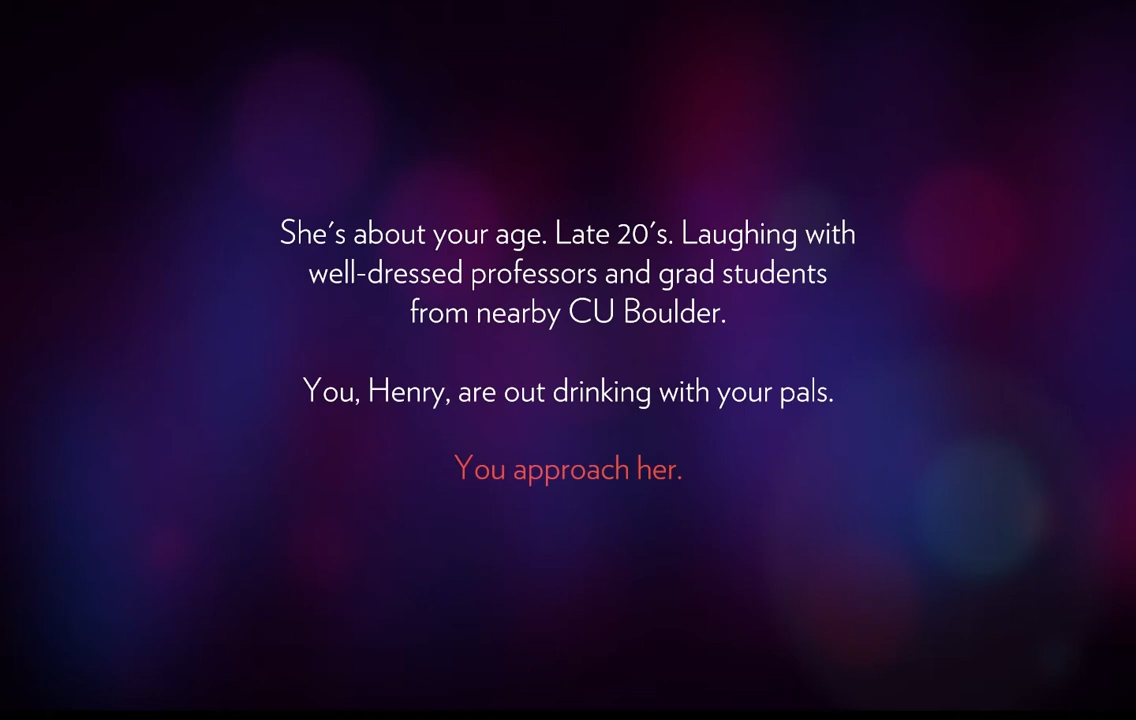 She's about your age. Late 20's. Laughing with
well-dressed professors and grad students
from nearby CU Boulder.
You, Henry, are out drinking with your pals.
You approach her.